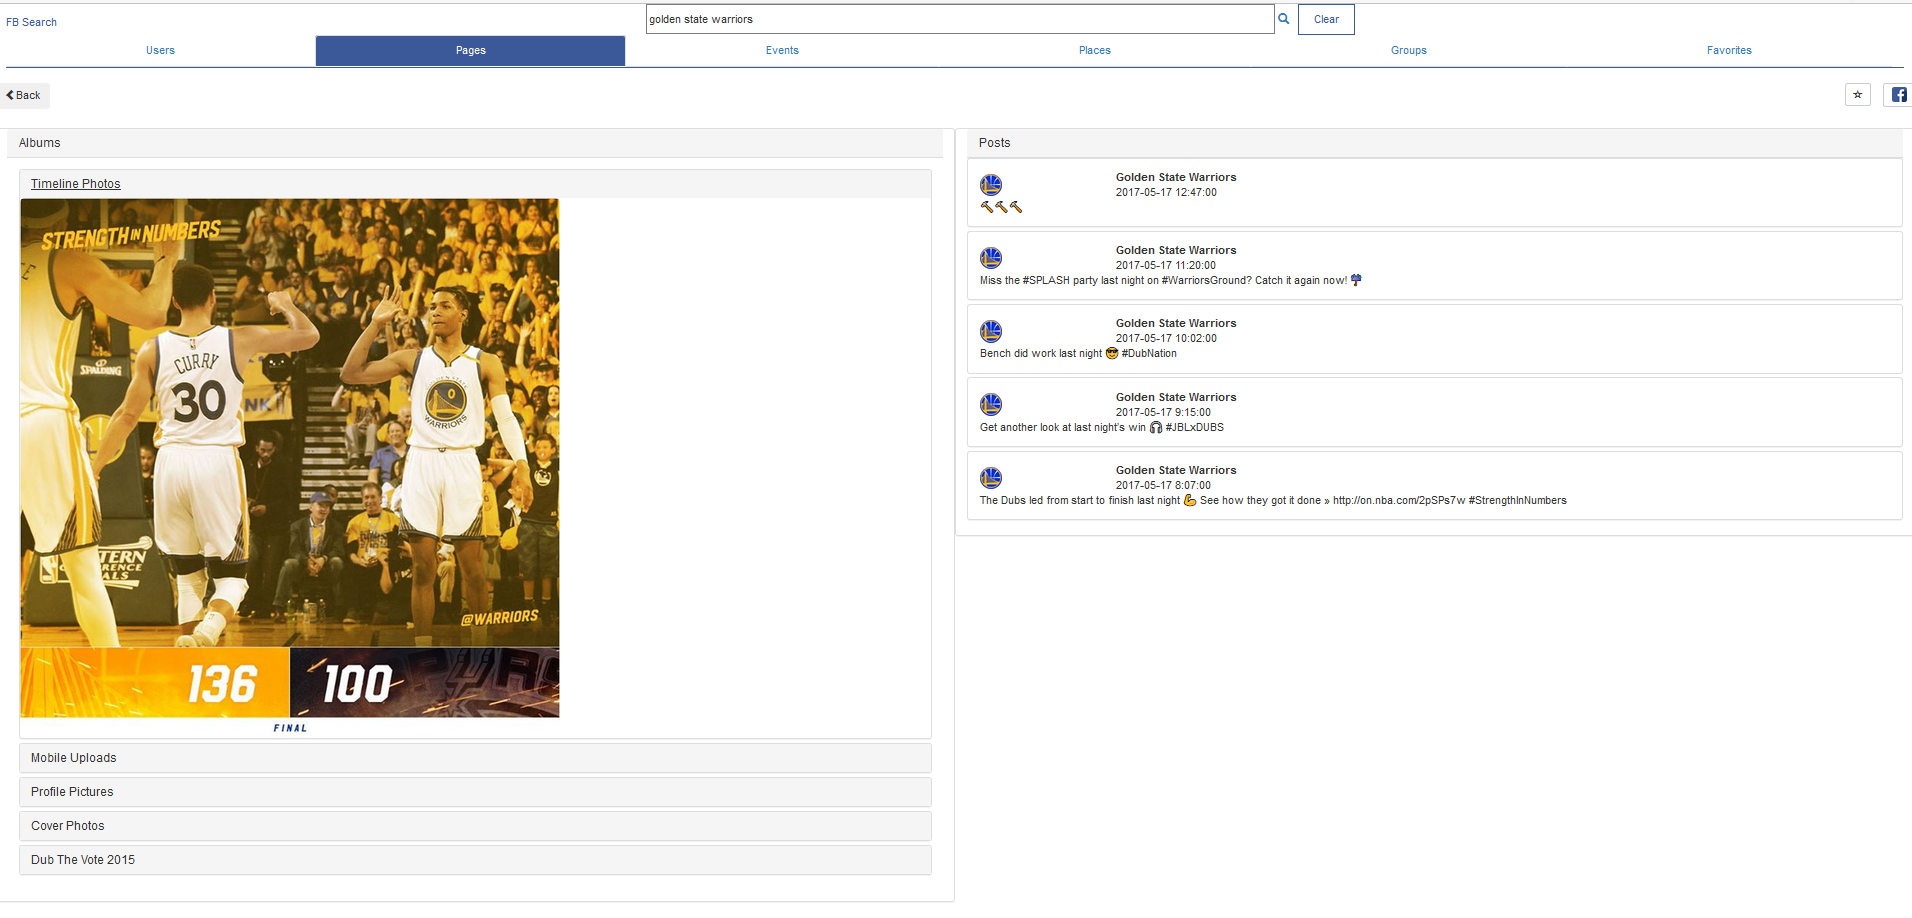 FB Search
golden state warriors
Clear
Users
Pages
Events
Places
Groups
Favorites
Back
Albums
Timeline Photos
STRENGTH IN NUMBERS
SPALDING
CURRY
30
NK
GOLDEN STATE
0
WARRIORS
@WARRIORS
136
100
FINAL
Mobile Uploads
Profile Pictures
Cover Photos
Dub The Vote 2015
Posts
Golden State Warriors
2017-05-17 12:47:00
🔨🔨🔨
Golden State Warriors
2017-05-17 11:20:00
Miss the #SPLASH party last night on #WarriorsGround? Catch it again now!
Golden State Warriors
2017-05-17 10:02:00
Bench did work last night 😎 #DubNation
Golden State Warriors
2017-05-17 9:15:00
Get another look at last night's win 🎧 #JBLxDUBS
Golden State Warriors
2017-05-17 8:07:00
The Dubs led from start to finish last night 💪 See how they got it done » http://on.nba.com/2pSPs7w #StrengthInNumbers